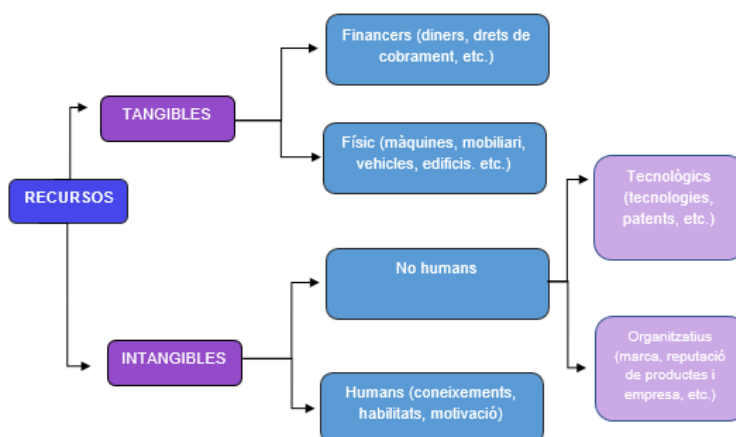 Financers (diners, drets de
cobrament, etc.)
TANGIBLES
Físic (màquines, mobiliari,
vehicles, edificis. etc.)
RECURSOS
Tecnològics
(tecnologies,
patents, etc.)
No humans
INTANGIBLES
Organitzatius
(marca, reputació
de productes i
empresa, etc.)
Humans (coneixements,
habilitats, motivació)